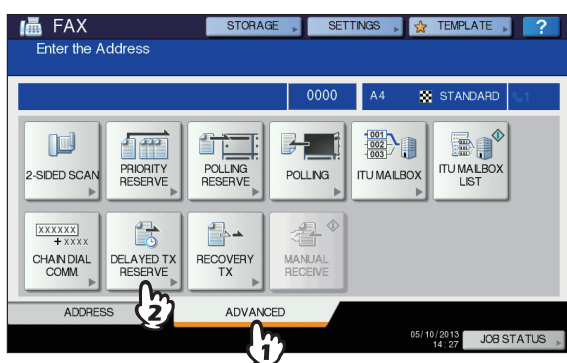 FAX
STORAGE
SETTINGS
TEMPLATE
?
Enter the Address
0000
A4
STANDARD
1
2-SIDED SCAN
PRIORITY
RESERVE
POLLING
RESERVE
POLLING
001
002
003
ITU MAILBOX
ITU MAILBOX
LIST
XXXXXX
+ XXXX
CHAIN DIAL
COMM.
DELAYED TX
RESERVE
RECOVERY
TX
MANUAL
RECEIVE
ADDRESS
2
ADVANCED
1
05/10/2013
14:27
JOB STATUS